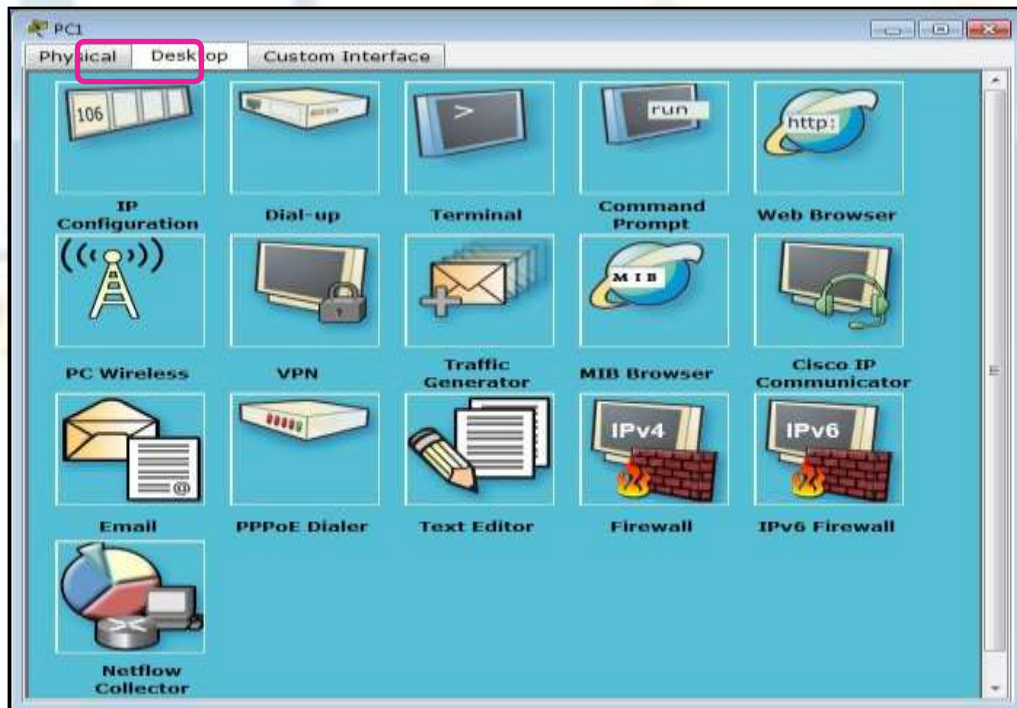 PC1
Physical Desktop Custom Interface
106
>
run
http:
IP
Configuration
Dial-up
Terminal
Command
Prompt
Web Browser
MIB
PC Wireless
VPN
Traffic
Generator
MIB Browser
Cisco IP
Communicator
@
IPv4
IPv6
Email
PPPoE Dialer
Text Editor
Firewall
IPv6 Firewall
Netflow
Collector